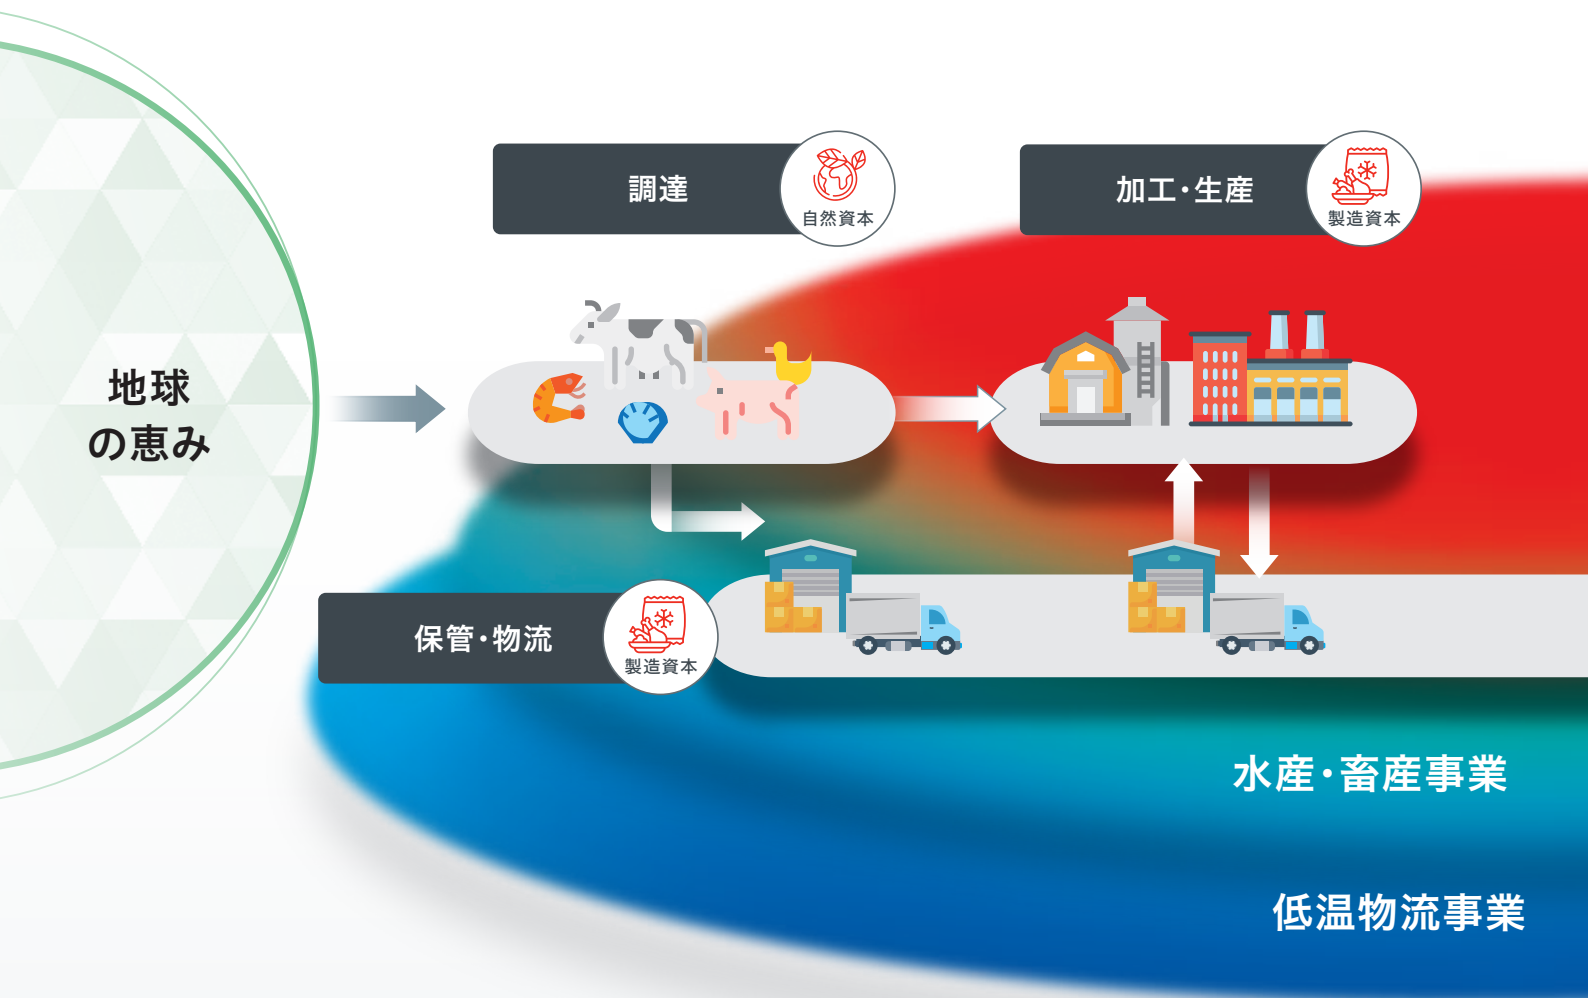 地球
の恵み
調達
自然資本
加工・生産
製造資本
保管・物流
製造資本
水産・畜産事業
低温物流事業